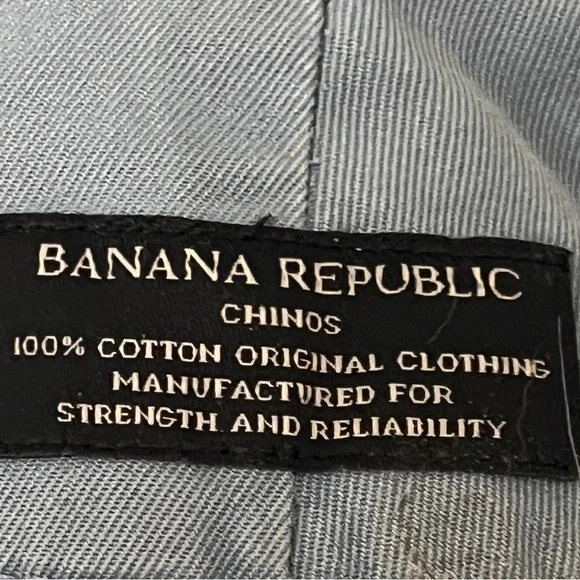 BANANA REPUBLIC
CHINOS
100% COTTON ORIGINAL CLOTHING
MANUFACTURED FOR
STRENGTH AND RELIABILITY